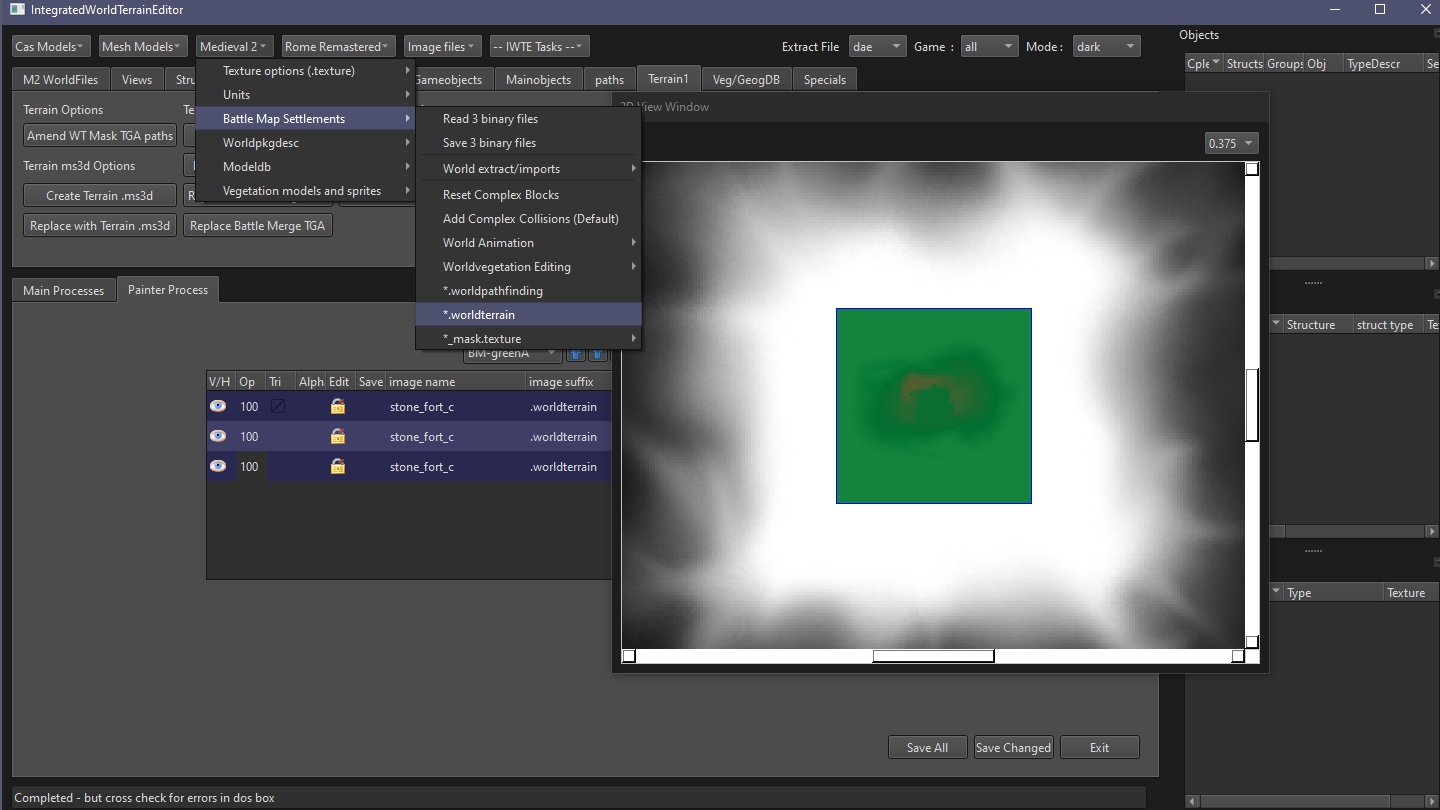 IntegratedWorldTerrainEditor
Cas Models Mesh Models Medieval 2 Rome Remastered Image files -- IWTE Tasks -- Extract File dae Game : all Mode : dark
Objects
Cple Structs Groups Obj TypeDescr Se
M2 WorldFiles Views Stru Gameobjects Mainobjects paths Terrain1 Veg/GeogDB Specials
Texture options (.texture)
Units
Battle Map Settlements
Worldpkgdesc
Modeldb
Vegetation models and sprites
Read 3 binary files
Save 3 binary files
World extract/imports
Reset Complex Blocks
Add Complex Collisions (Default)
World Animation
Worldvegetation Editing
*.worldpathfinding
*.worldterrain
*_mask.texture
Terrain Options
Amend WT Mask TGA paths
Terrain ms3d Options
Create Terrain .ms3d
Replace with Terrain .ms3d Replace Battle Merge TGA
View Window
0.375
Main Processes Painter Process
BM-greenA
V/H Op Tri Alph Edit Save image name image suffix
100 stone_fort_c .worldterrain
100 stone_fort_c .worldterrain
100 stone_fort_c .worldterrain
Structure struct type Te
Type Texture
Save All Save Changed Exit
Completed - but cross check for errors in dos box